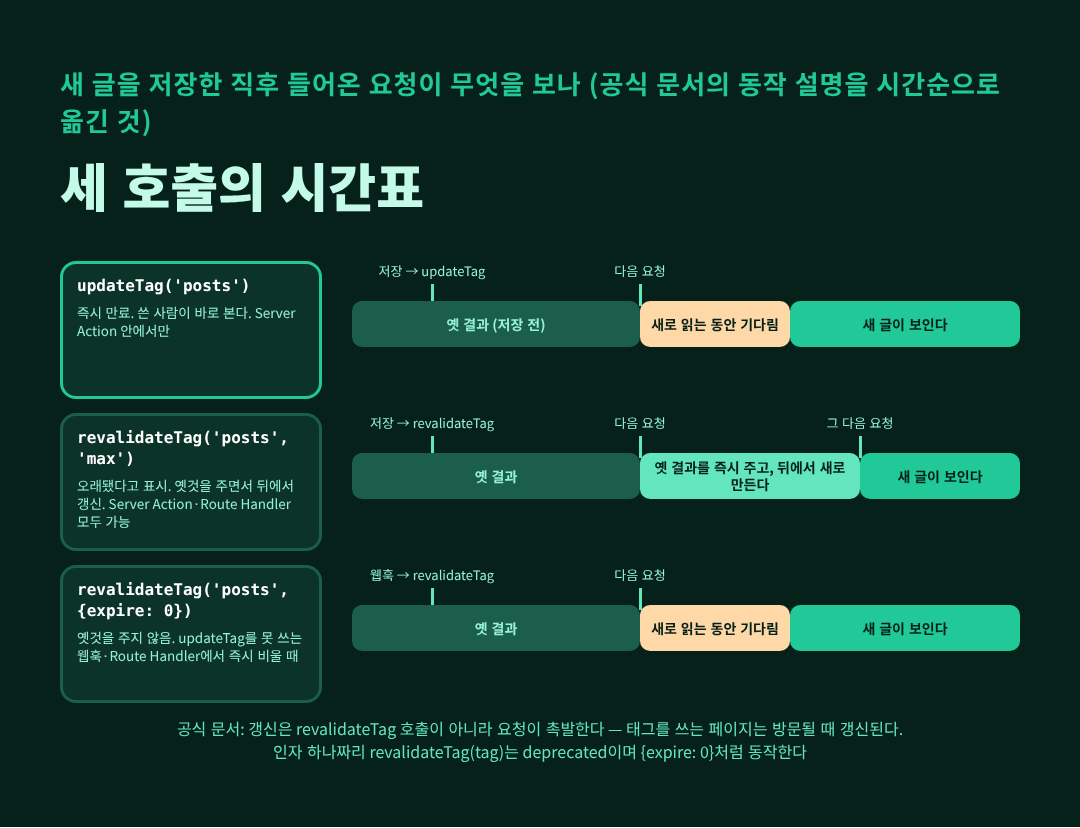 새 글을 저장한 직후 들어온 요청이 무엇을 보나 (공식 문서의 동작 설명을 시간순으로
옮긴 것)
세 호출의 시간표
updateTag('posts')
즉시 만료. 쓴 사람이 바로 본다. Server
Action 안에서만
저장 → updateTag
다음 요청
옛 결과 (저장 전)
새로 읽는 동안 기다림
새 글이 보인다
revalidateTag('posts',
'max')
오래됐다고 표시. 옛것을 주면서 뒤에서
갱신. Server Action·Route Handler
모두 가능
저장 → revalidateTag
다음 요청
그 다음 요청
옛 결과
옛 결과를 즉시 주고, 뒤에서 새로
만든다
새 글이 보인다
revalidateTag('posts',
{expire: 0})
옛것을 주지 않음. updateTag를 못 쓰는
웹훅·Route Handler에서 즉시 비울 때
웹훅 → revalidateTag
다음 요청
옛 결과
새로 읽는 동안 기다림
새 글이 보인다
공식 문서: 갱신은 revalidateTag 호출이 아니라 요청이 촉발한다 — 태그를 쓰는 페이지는 방문될 때 갱신된다.
인자 하나짜리 revalidateTag(tag)는 deprecated이며 {expire: 0}처럼 동작한다